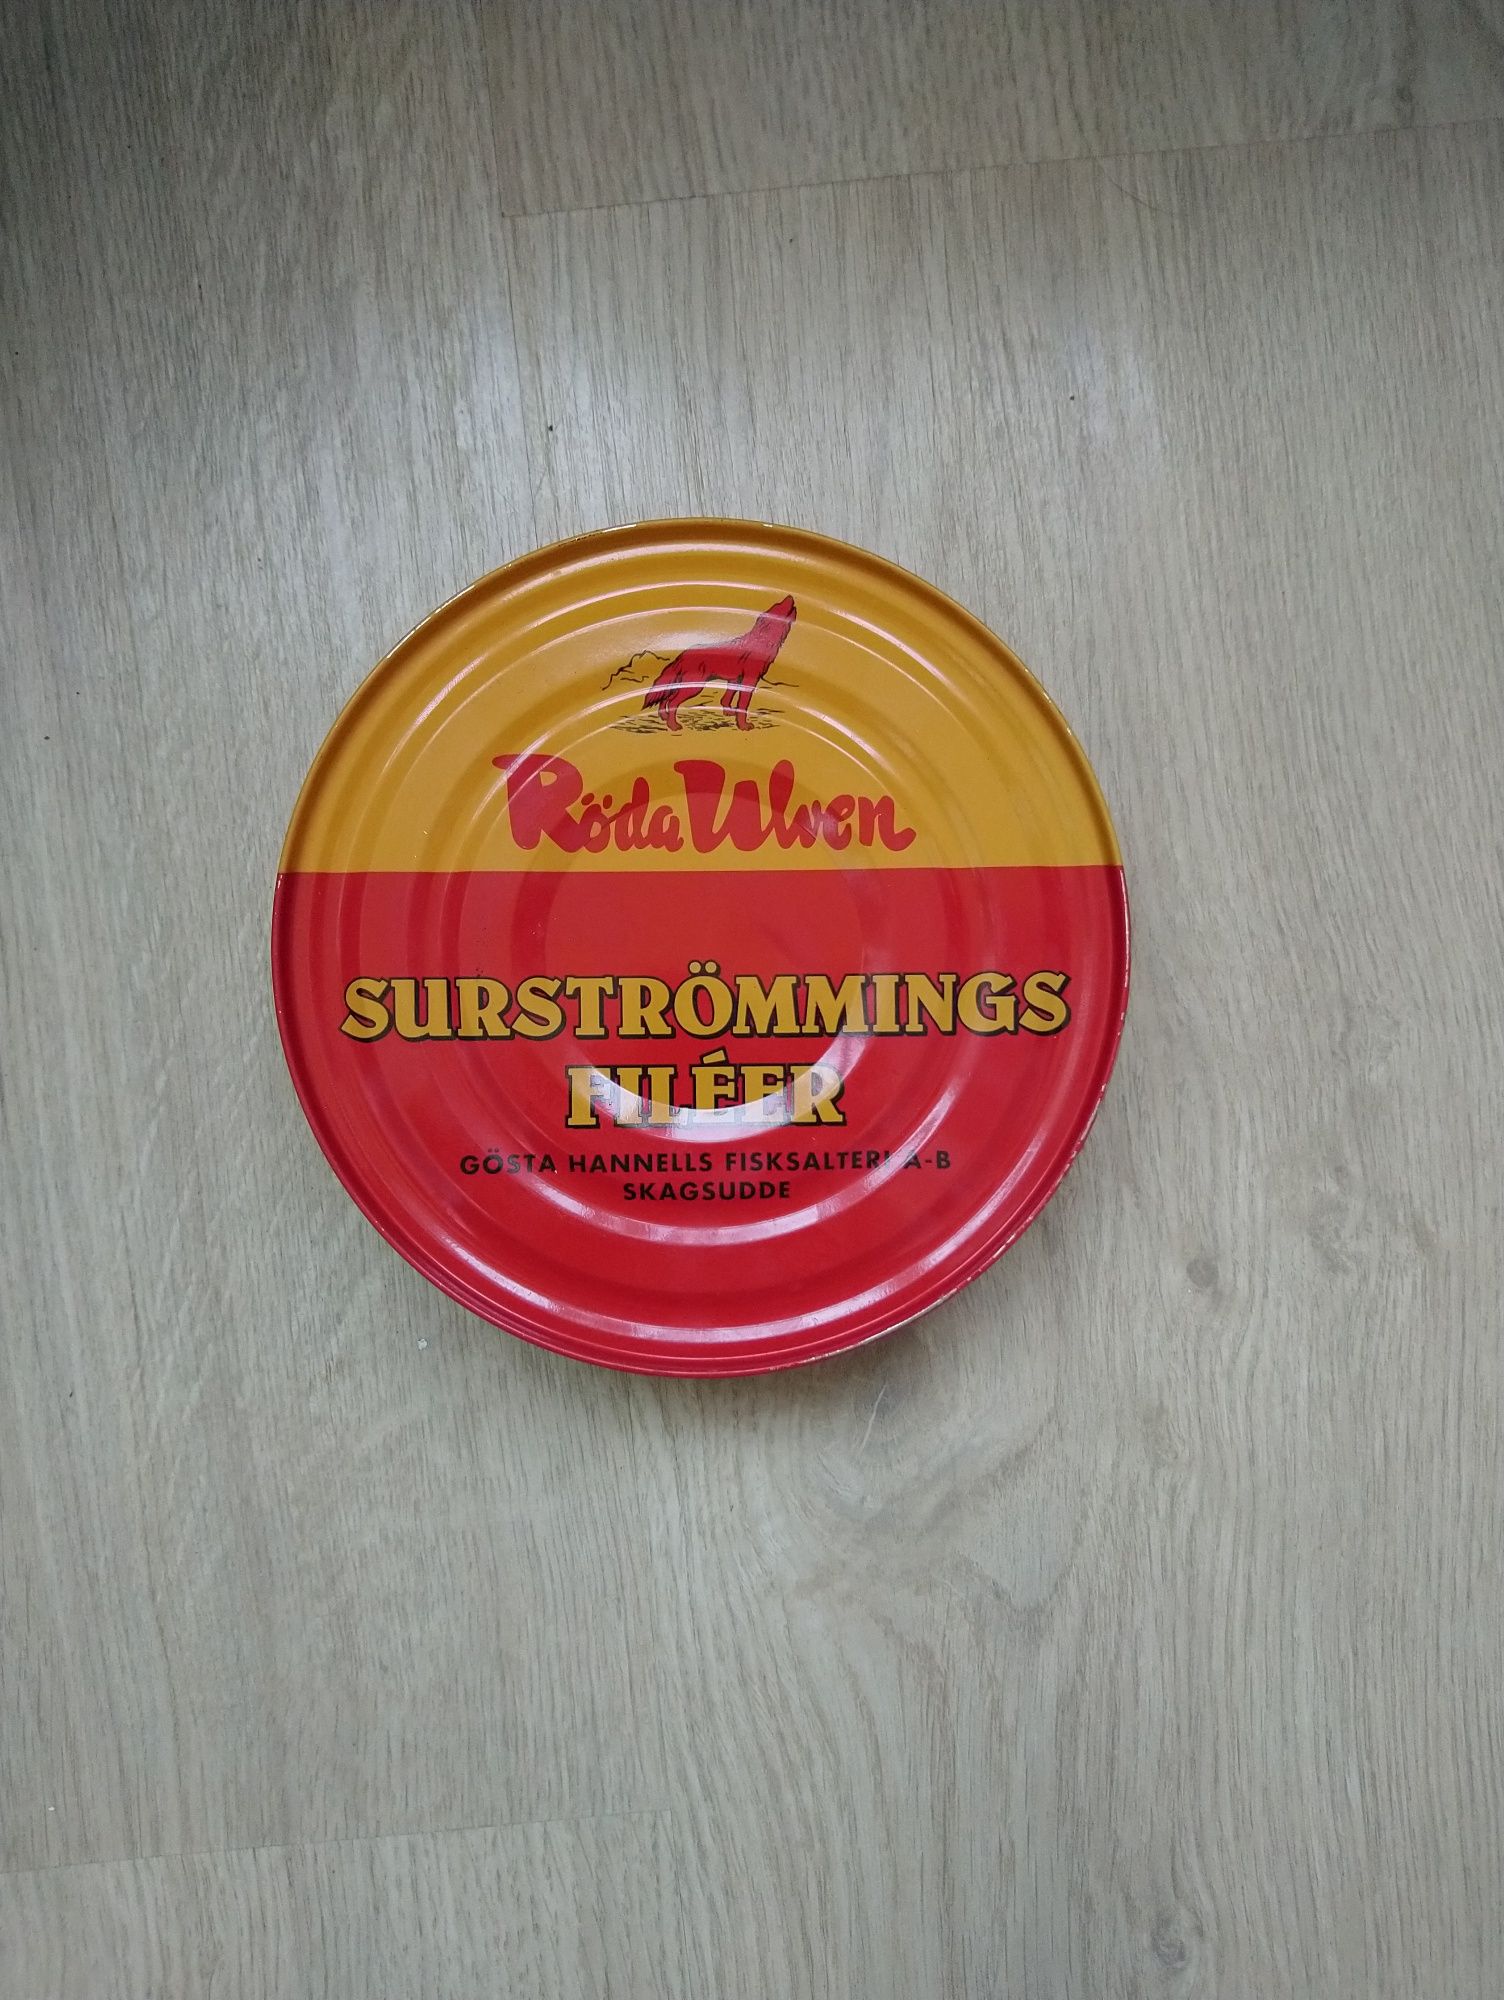 Röda Ulven
SURSTRÖMMINGS
FILÉER
GÖSTA HANNELLS FISKSALTERI A-B
SKAGSUDDE